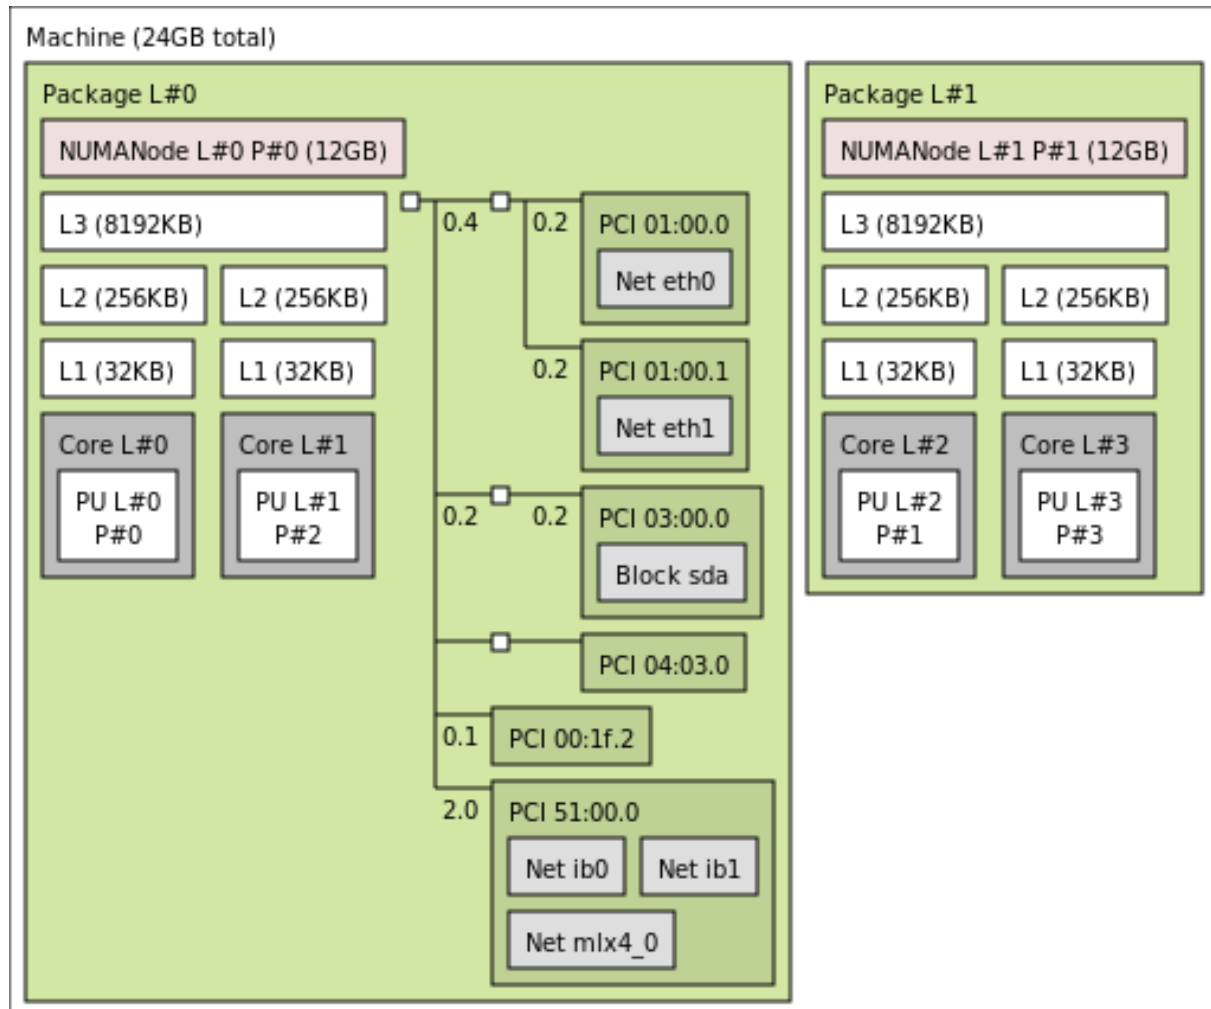 Machine (24GB total)
Package L#0
NUMANode L#0 P#0 (12GB)
L3 (8192KB)
L2 (256KB)
L2 (256KB)
L1 (32KB)
L1 (32KB)
Core L#0
PU L#0
P#0
Core L#1
PU L#1
P#2
0.4
0.2
PCI 01:00.0
Net eth0
0.2
PCI 01:00.1
Net eth1
0.2
0.2
PCI 03:00.0
Block sda
PCI 04:03.0
0.1
PCI 00:1f.2
2.0
PCI 51:00.0
Net ib0
Net ib1
Net mlx4_0
Package L#1
NUMANode L#1 P#1 (12GB)
L3 (8192KB)
L2 (256KB)
L2 (256KB)
L1 (32KB)
L1 (32KB)
Core L#2
PU L#2
P#1
Core L#3
PU L#3
P#3